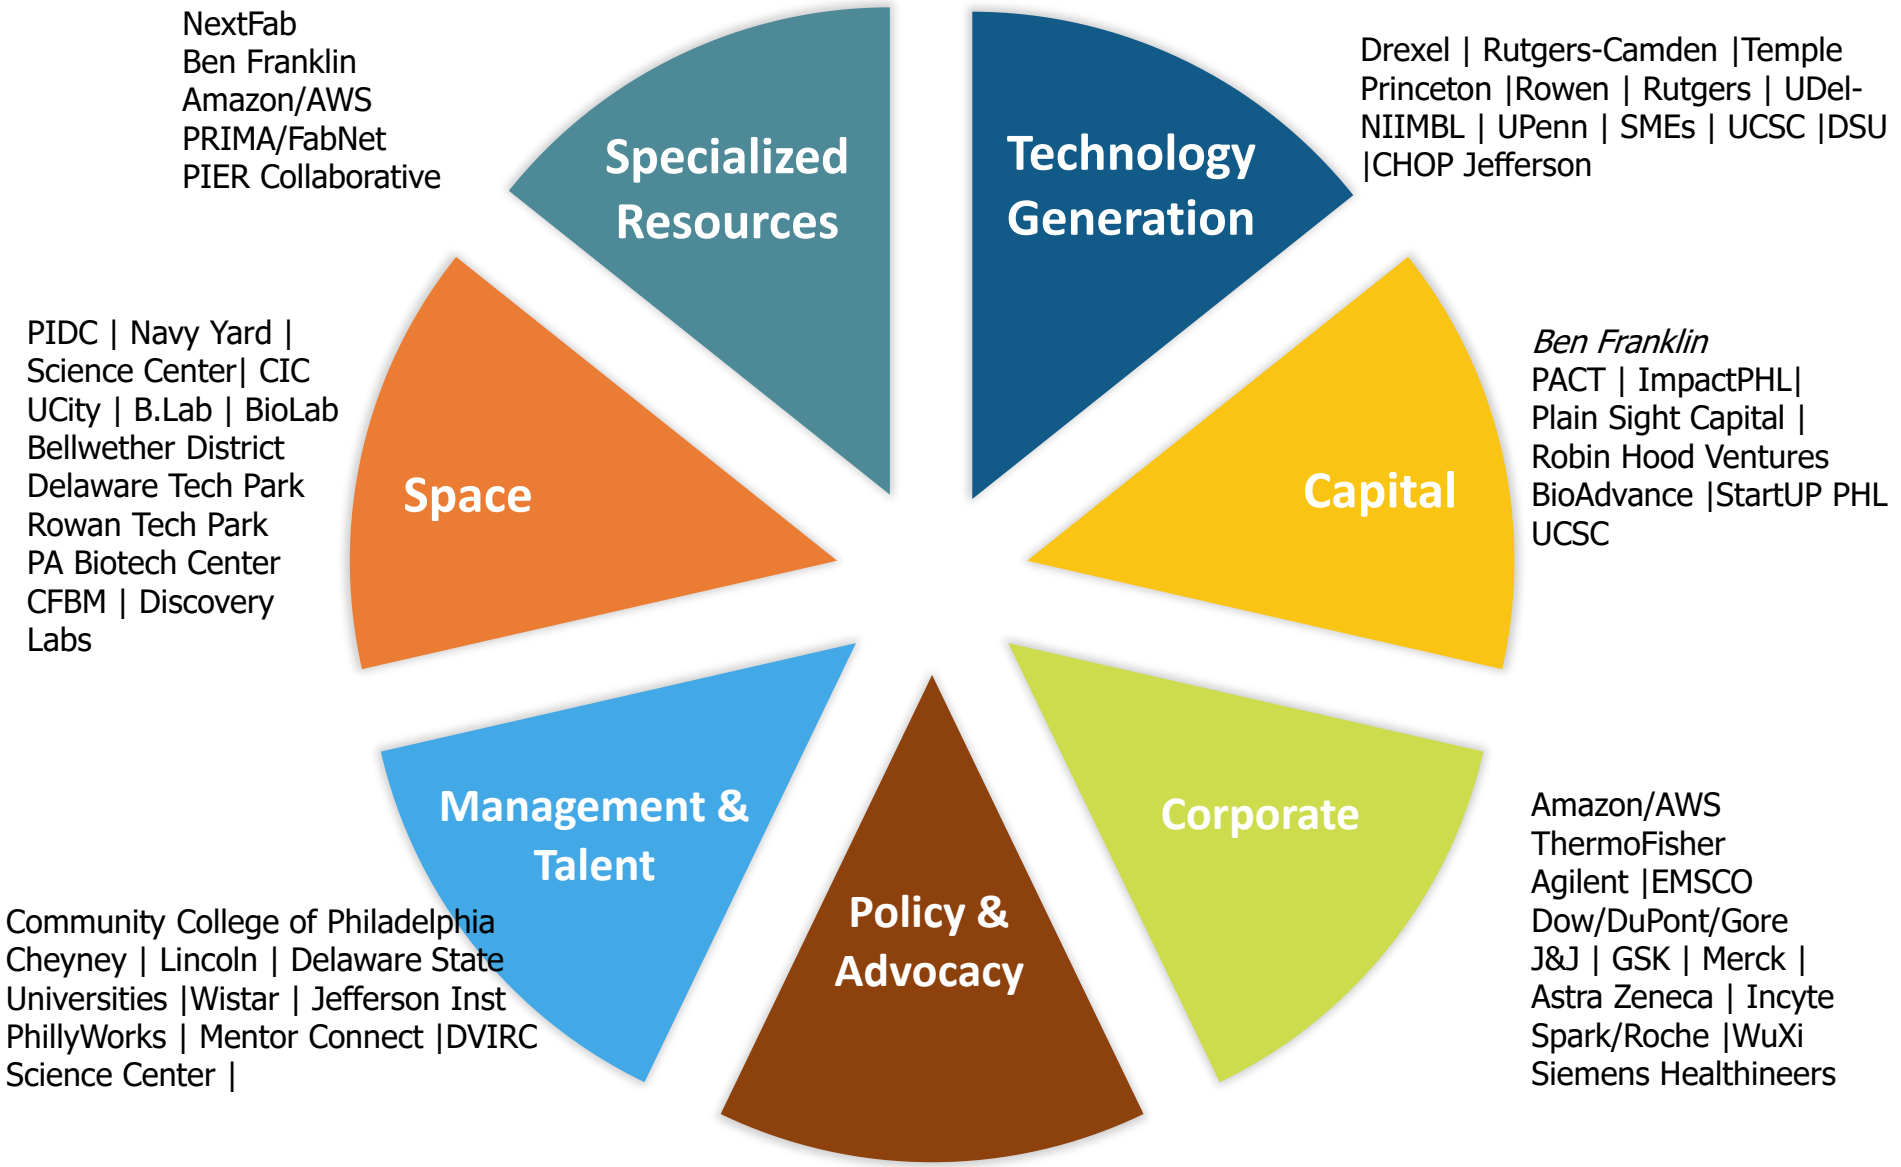 NextFab
Ben Franklin
Amazon/AWS
PRIMA/FabNet
PIER Collaborative
Specialized
Resources
Technology
Generation
Drexel | Rutgers-Camden |Temple
Princeton |Rowen | Rutgers | UDel-
NIIMBL | UPenn | SMEs | UCSC |DSU
|CHOP Jefferson
PIDC | Navy Yard |
Science Center| CIC
UCity | B.Lab | BioLab
Bellwether District
Delaware Tech Park
Rowan Tech Park
PA Biotech Center
CFBM | Discovery
Labs
Space
Capital
Ben Franklin
PACT | ImpactPHL|
Plain Sight Capital |
Robin Hood Ventures
BioAdvance |StartUP PHL
UCSC
Management &
Talent
Community College of Philadelphia
Cheyney | Lincoln | Delaware State
Universities |Wistar | Jefferson Inst
PhillyWorks | Mentor Connect |DVIRC
Science Center |
Policy &
Advocacy
Corporate
Amazon/AWS
ThermoFisher
Agilent |EMSCO
Dow/DuPont/Gore
J&J | GSK | Merck |
Astra Zeneca | Incyte
Spark/Roche |WuXi
Siemens Healthineers